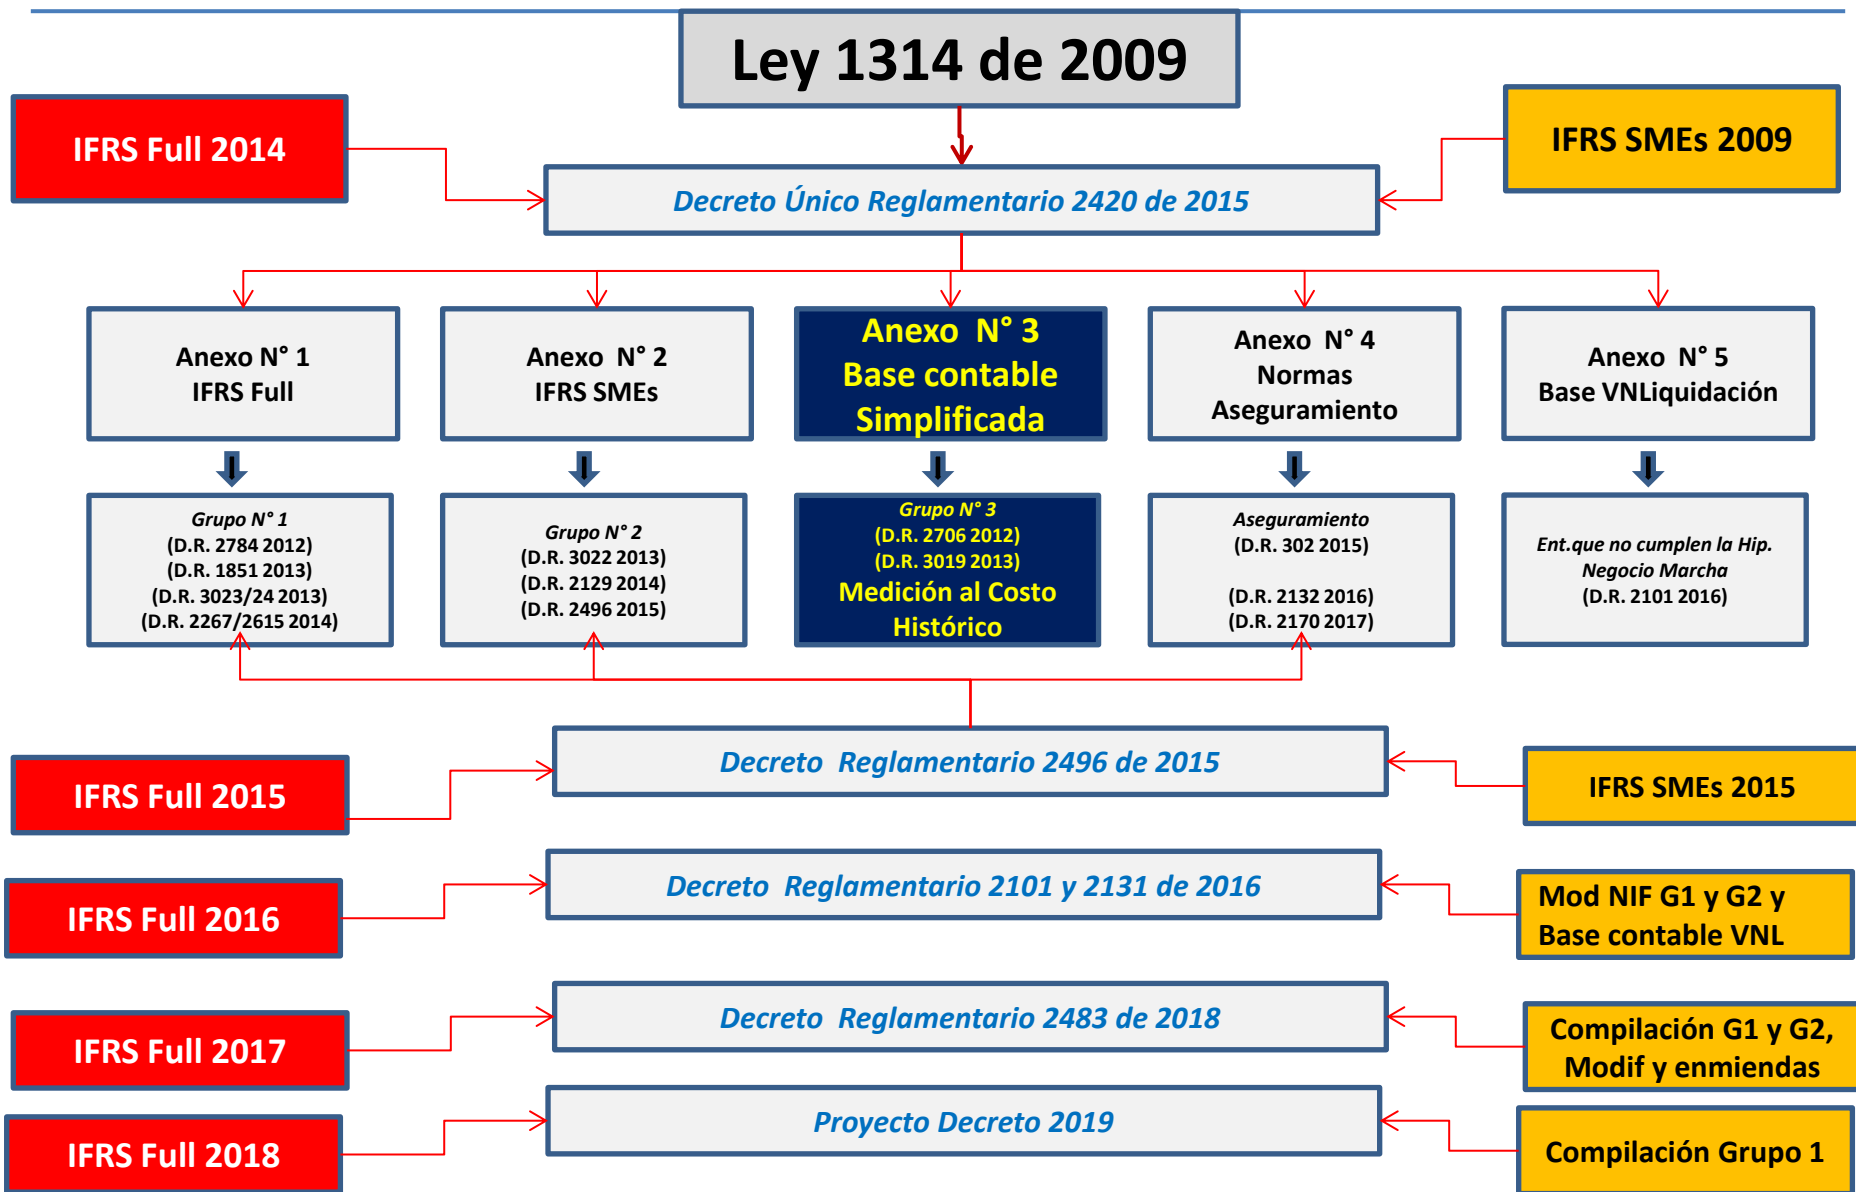 Ley 1314 de 2009
IFRS Full 2014
IFRS SMEs 2009
Decreto Único Reglamentario 2420 de 2015
Anexo N° 1
IFRS Full
Anexo N° 2
IFRS SMEs
Anexo N° 3
Base contable
Simplificada
Anexo N° 4
Normas
Aseguramiento
Anexo N° 5
Base VNLiquidación
Grupo N° 1
(D.R. 2784 2012)
(D.R. 1851 2013)
(D.R. 3023/24 2013)
(D.R. 2267/2615 2014)
Grupo N° 2
(D.R. 3022 2013)
(D.R. 2129 2014)
(D.R. 2496 2015)
Grupo N° 3
(D.R. 2706 2012)
(D.R. 3019 2013)
Medición al Costo
Histórico
Aseguramiento
(D.R. 302 2015)
(D.R. 2132 2016)
(D.R. 2170 2017)
Ent.que no cumplen la Hip.
Negocio Marcha
(D.R. 2101 2016)
Decreto Reglamentario 2496 de 2015
IFRS Full 2015
IFRS SMEs 2015
Decreto Reglamentario 2101 y 2131 de 2016
IFRS Full 2016
Mod NIF G1 y G2 y
Base contable VNL
Decreto Reglamentario 2483 de 2018
IFRS Full 2017
Compilación G1 y G2,
Modif y enmiendas
Proyecto Decreto 2019
IFRS Full 2018
Compilación Grupo 1